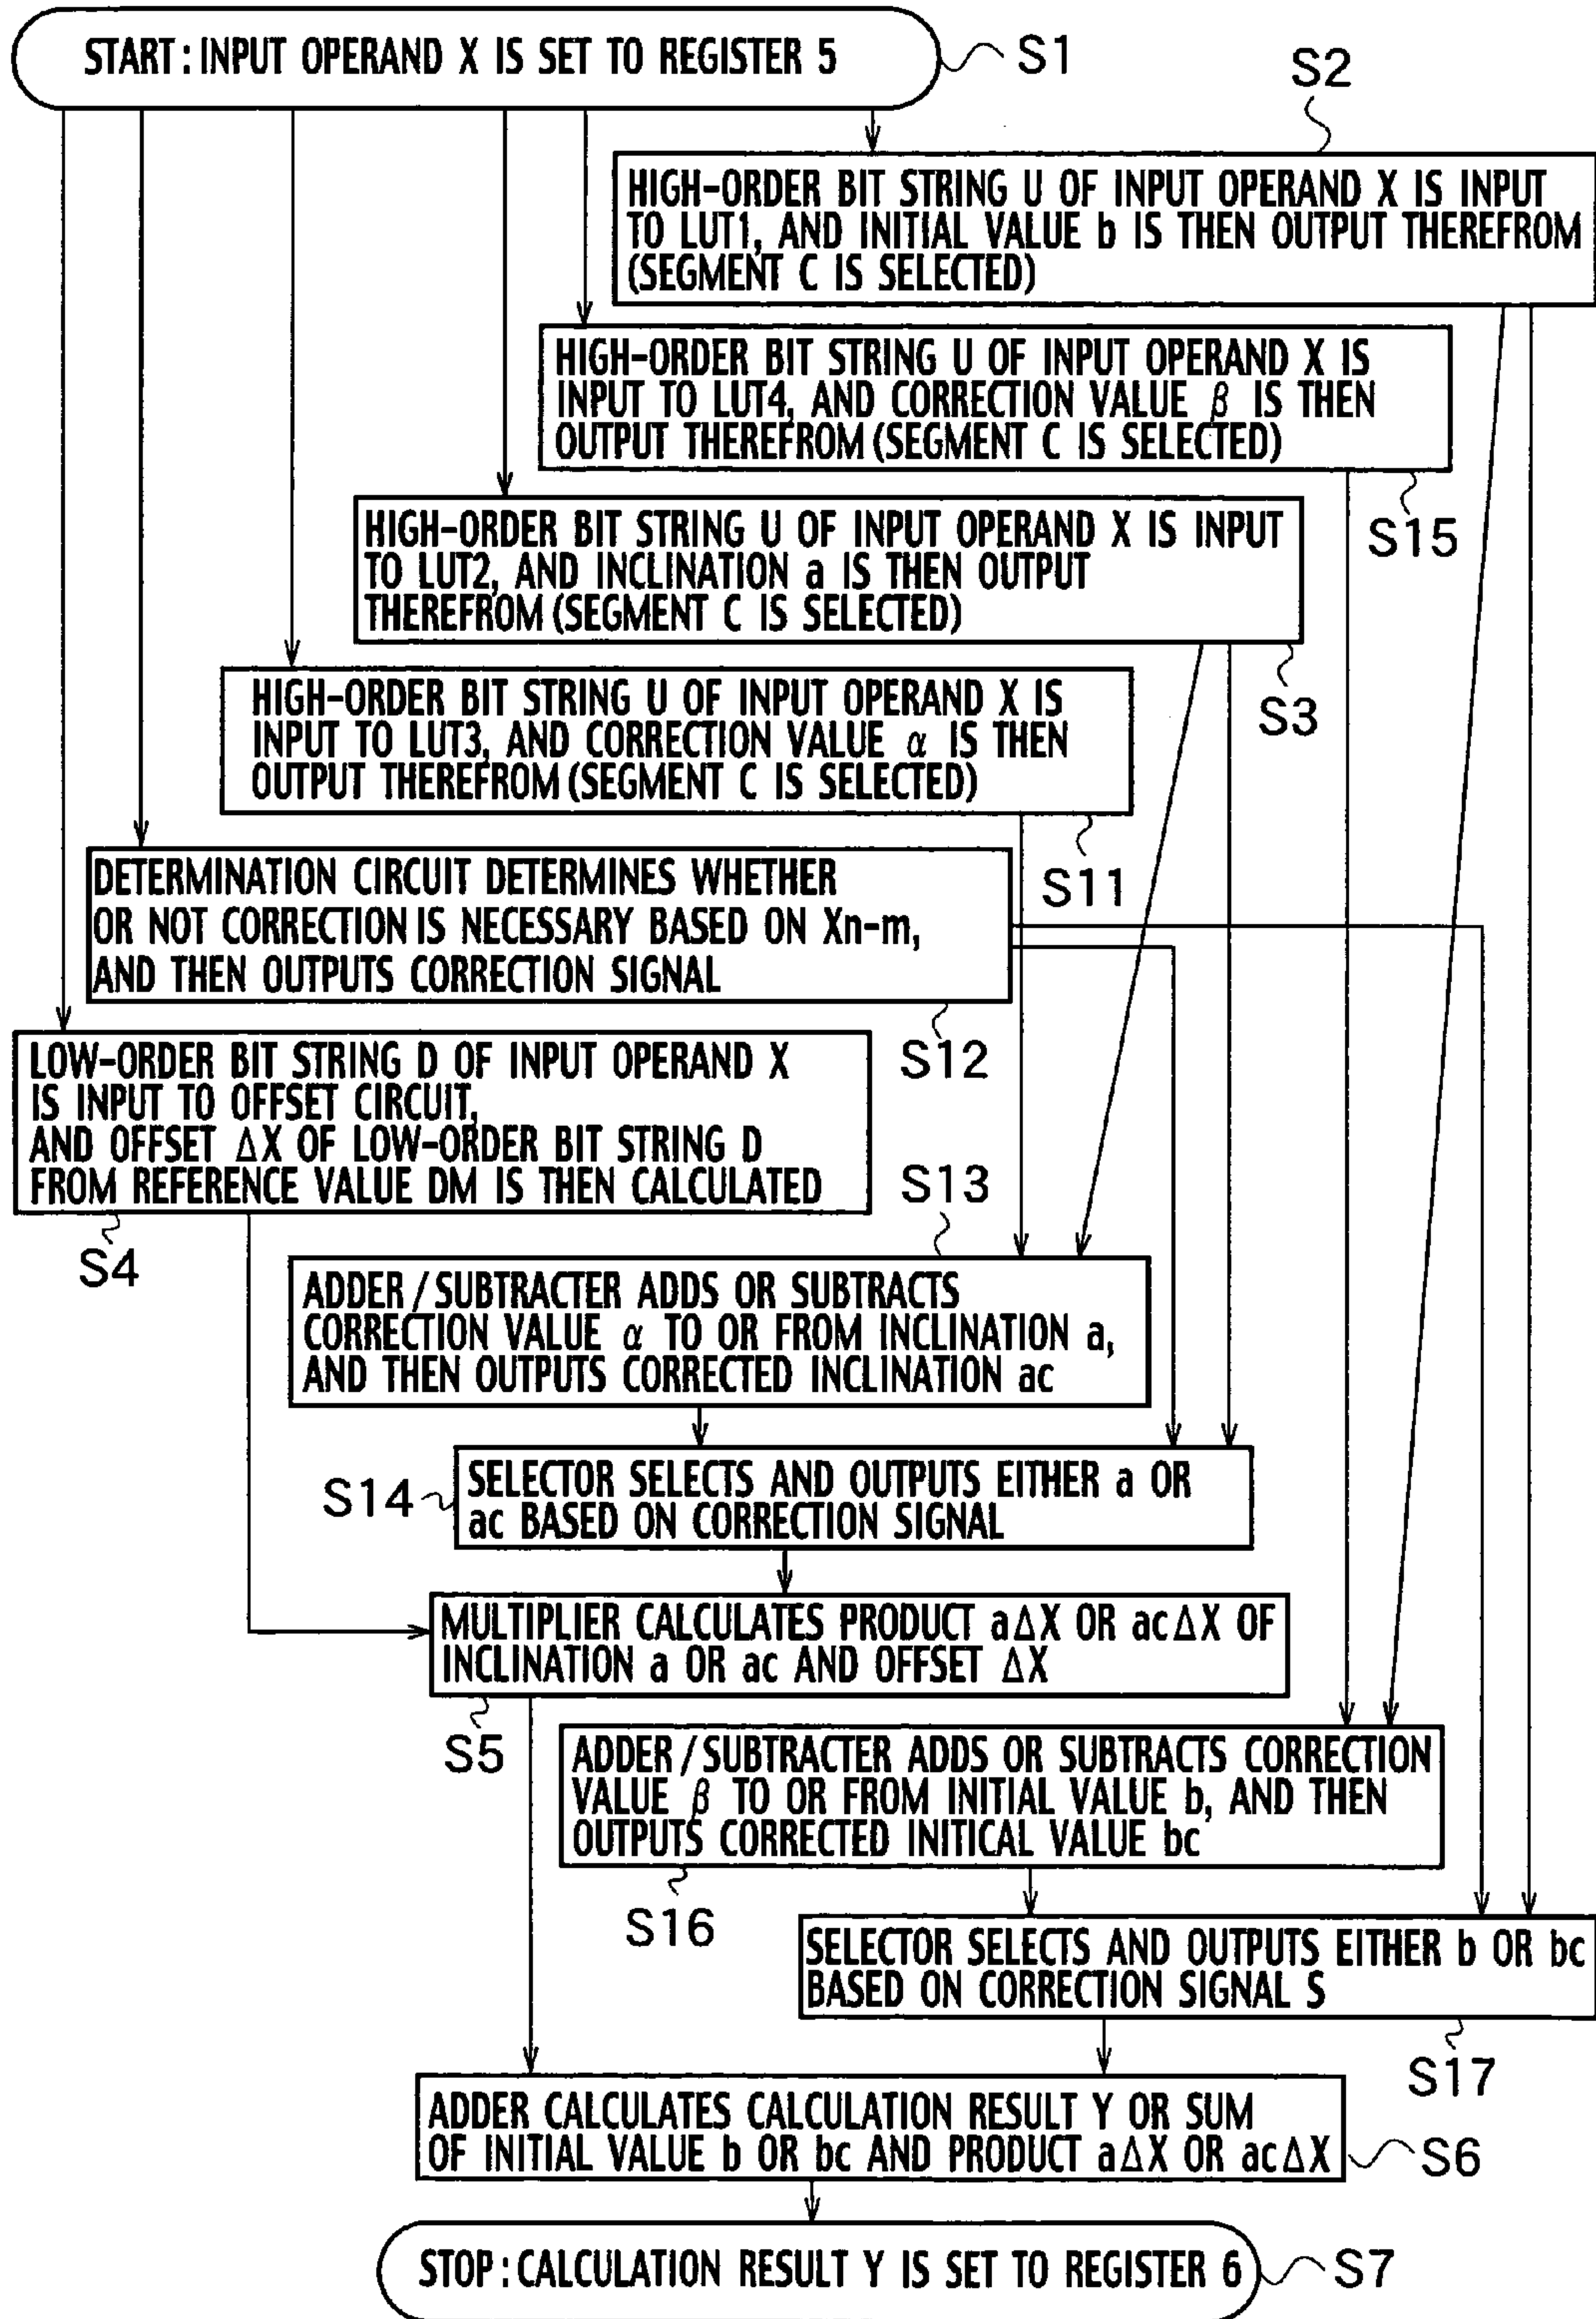 START: INPUT OPERAND X IS SET TO REGISTER 5
S1
S2
HIGH-ORDER BIT STRING U OF INPUT OPERAND X IS INPUT
TO LUT1, AND INITIAL VALUE b IS THEN OUTPUT THEREFROM
(SEGMENT C IS SELECTED)
HIGH-ORDER BIT STRING U OF INPUT OPERAND X IS
INPUT TO LUT4, AND CORRECTION VALUE β IS THEN
OUTPUT THEREFROM (SEGMENT C IS SELECTED)
S15
HIGH-ORDER BIT STRING U OF INPUT OPERAND X IS INPUT
TO LUT2, AND INCLINATION a IS THEN OUTPUT
THEREFROM (SEGMENT C IS SELECTED)
S3
HIGH-ORDER BIT STRING U OF INPUT OPERAND X IS
INPUT TO LUT3, AND CORRECTION VALUE α IS THEN
OUTPUT THEREFROM (SEGMENT C IS SELECTED)
S11
DETERMINATION CIRCUIT DETERMINES WHETHER
OR NOT CORRECTION IS NECESSARY BASED ON Xn-m,
AND THEN OUTPUTS CORRECTION SIGNAL
S12
LOW-ORDER BIT STRING D OF INPUT OPERAND X
IS INPUT TO OFFSET CIRCUIT,
AND OFFSET ΔX OF LOW-ORDER BIT STRING D
FROM REFERENCE VALUE DM IS THEN CALCULATED
S4
S13
ADDER/SUBTRACTER ADDS OR SUBTRACTS
CORRECTION VALUE α TO OR FROM INCLINATION a,
AND THEN OUTPUTS CORRECTED INCLINATION ac
S14
SELECTOR SELECTS AND OUTPUTS EITHER a OR
ac BASED ON CORRECTION SIGNAL
MULTIPLIER CALCULATES PRODUCT aΔX OR acΔX OF
INCLINATION a OR ac AND OFFSET ΔX
S5
ADDER/SUBTRACTER ADDS OR SUBTRACTS CORRECTION
VALUE β TO OR FROM INITIAL VALUE b, AND THEN
OUTPUTS CORRECTED INITICAL VALUE bc
S16
SELECTOR SELECTS AND OUTPUTS EITHER b OR bc
BASED ON CORRECTION SIGNAL S
S17
ADDER CALCULATES CALCULATION RESULT Y OR SUM
OF INITIAL VALUE b OR bc AND PRODUCT aΔX OR acΔX
S6
STOP: CALCULATION RESULT Y IS SET TO REGISTER 6
S7